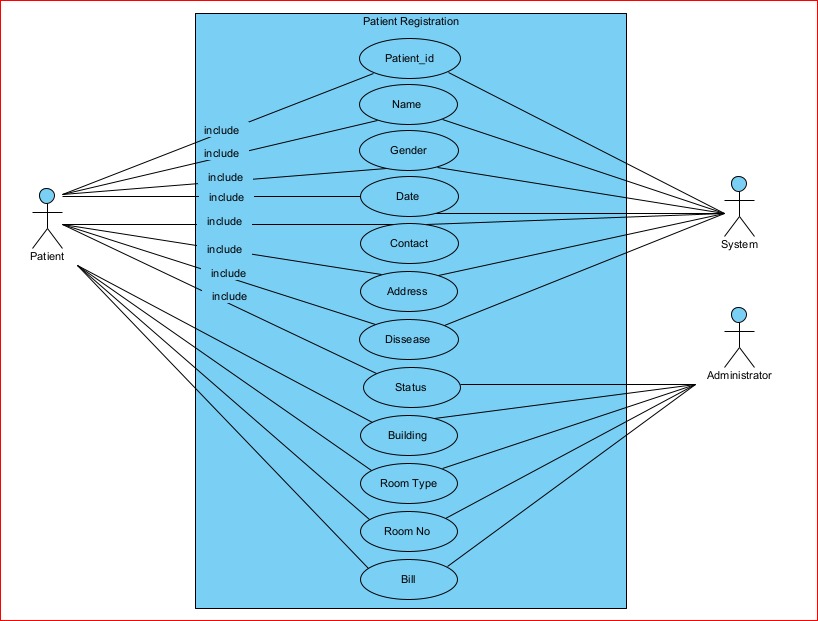 Patient Registration
Patient_id
Name
include
include
Gender
include
Date
include
include
Contact
include
Patient
System
include
Address
include
Dissease
Administrator
Status
Building
Room Type
Room No
Bill